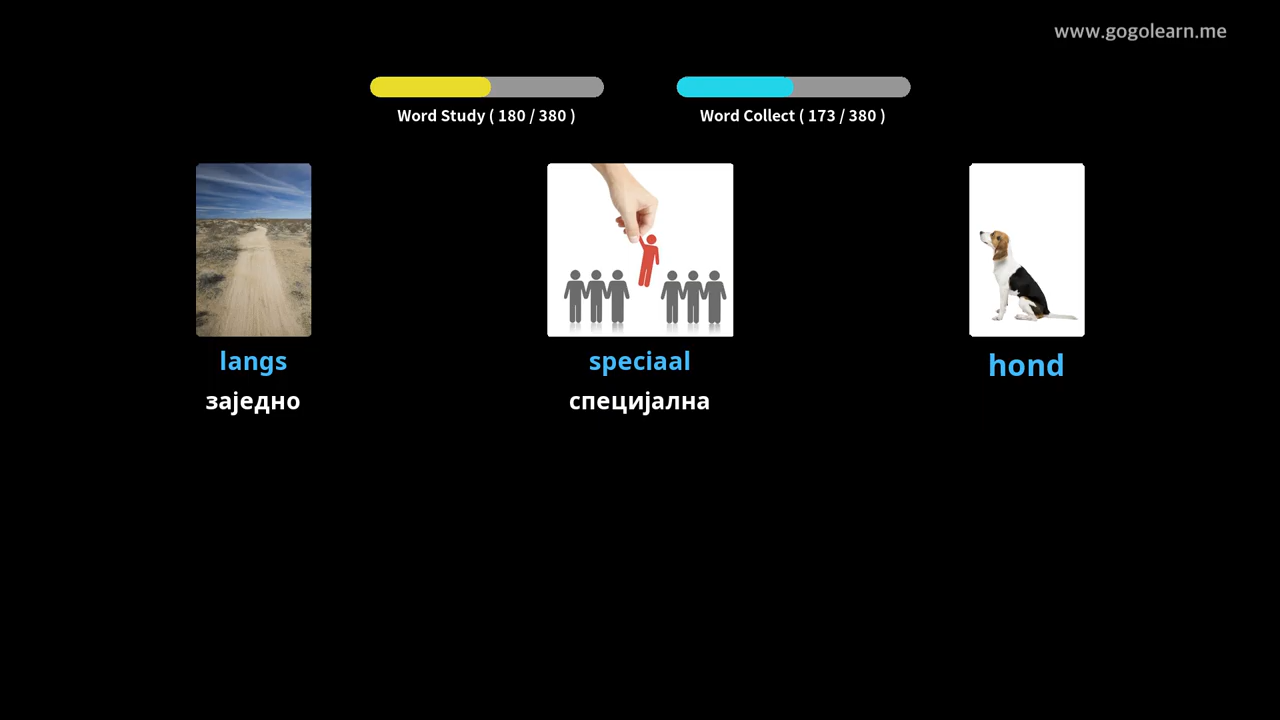 www.gogolearn.me
Word Study ( 180 / 380 )
Word Collect ( 173 / 380 )
langs
заједно
speciaal
специјална
hond